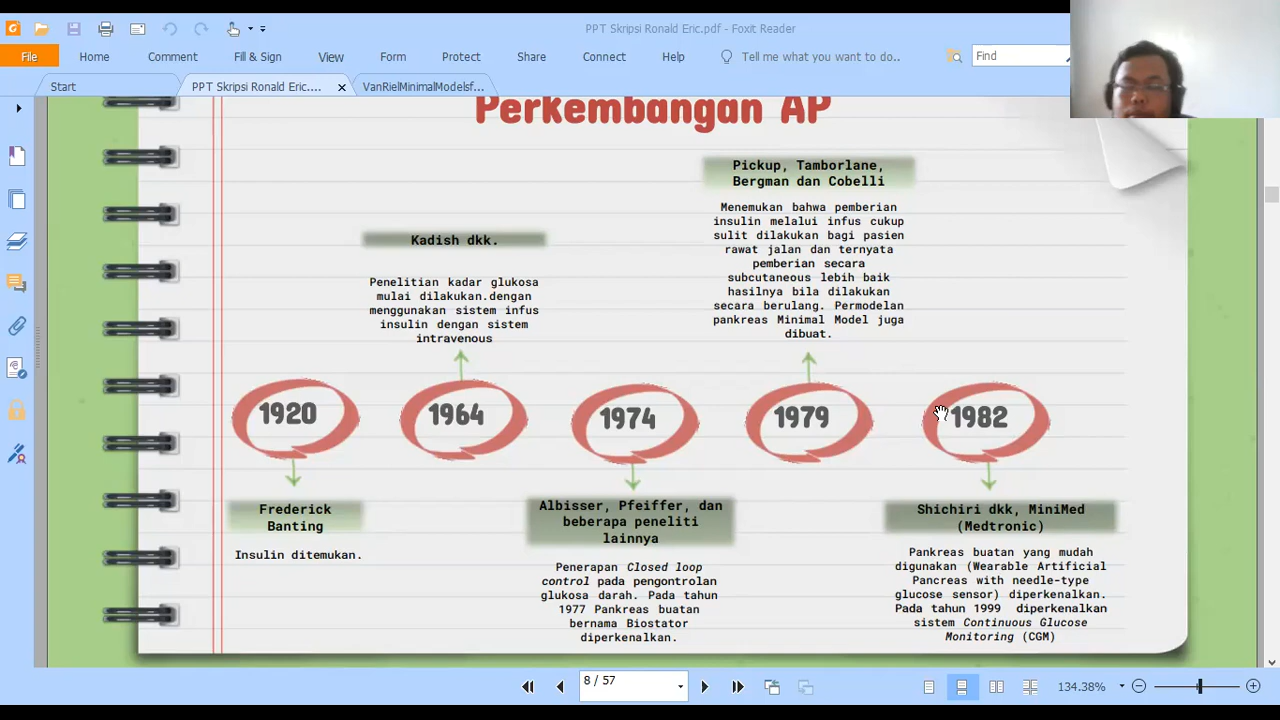 PPT Skripsi Ronald Eric.pdf - Foxit Reader
File Home Comment Fill & Sign View Form Protect Share Connect Help Tell me what you want to do.. Find
Start PPT Skripsi Ronald Eric.... VanRielMinimalModelsf...
Perkembangan AP
Pickup, Tamborlane,
Bergman dan Cobelli
Menemukan bahwa pemberian
insulin melalui infus cukup
sulit dilakukan bagi pasien
rawat jalan dan ternyata
pemberian secara
subcutaneous lebih baik
hasilnya bila dilakukan
secara berulang. Permodelan
pankreas Minimal Model juga
dibuat.
Kadish dkk.
Penelitian kadar glukosa
mulai dilakukan.dengan
menggunakan sistem infus
insulin dengan sistem
intravenous
1920 1964 1974 1979 1982
Frederick
Banting
Insulin ditemukan.
Albisser, Pfeiffer, dan
beberapa peneliti
lainnya
Penerapan Closed loop
control pada pengontrolan
glukosa darah. Pada tahun
1977 Pankreas buatan
bernama Biostator
diperkenalkan.
Shichiri dkk, MiniMed
(Medtronic)
Pankreas buatan yang mudah
digunakan (Wearable Artificial
Pancreas with needle-type
glucose sensor) diperkenalkan.
Pada tahun 1999 diperkenalkan
sistem Continuous Glucose
Monitoring (CGM)
8 / 57
134.38%